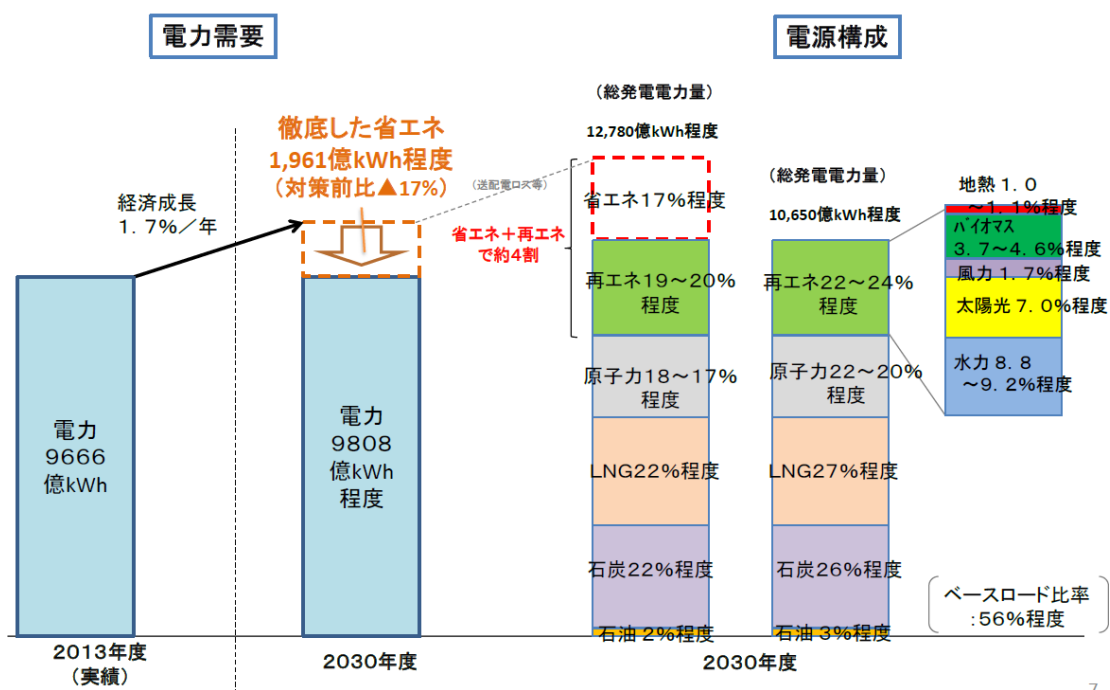 電力需要
電源構成
徹底した省エネ
1,961億kWh程度
(対策前比▲17%)
経済成長
1.7%/年
電力
9666
億kWh
電力
9808
億kWh
程度
2013年度
(実績)
2030年度
(送配電ロス等)
(総発電電力量)
12,780億kWh程度
省エネ17%程度
省エネ+再エネ
で約4割
再エネ19~20%
程度
原子力18~17%
程度
LNG22%程度
石炭22%程度
石油2%程度
(総発電電力量)
10,650億kWh程度
再エネ22~24%
程度
原子力22~20%
程度
LNG27%程度
石炭26%程度
石油3%程度
2030年度
地熱1.0
~1.1%程度
バイオマス
3.7~4.6%程度
風力1.7%程度
太陽光7.0%程度
水力8.8
~9.2%程度
ベースロード比率
:56%程度
7